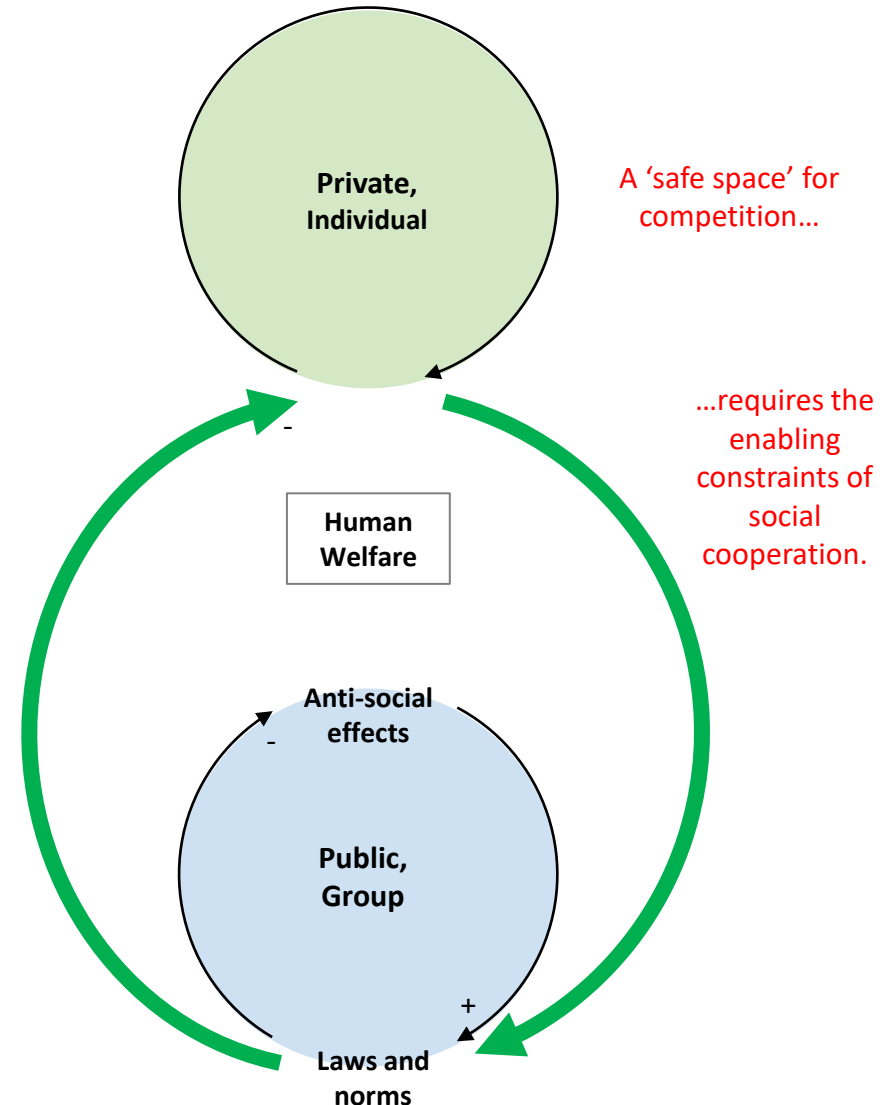 Private,
Individual
A ‘safe space’ for
competition…
…requires the
enabling
constraints of
social
cooperation.
-
Human
Welfare
Anti-social
effects
-
Public,
Group
+
Laws and
norms